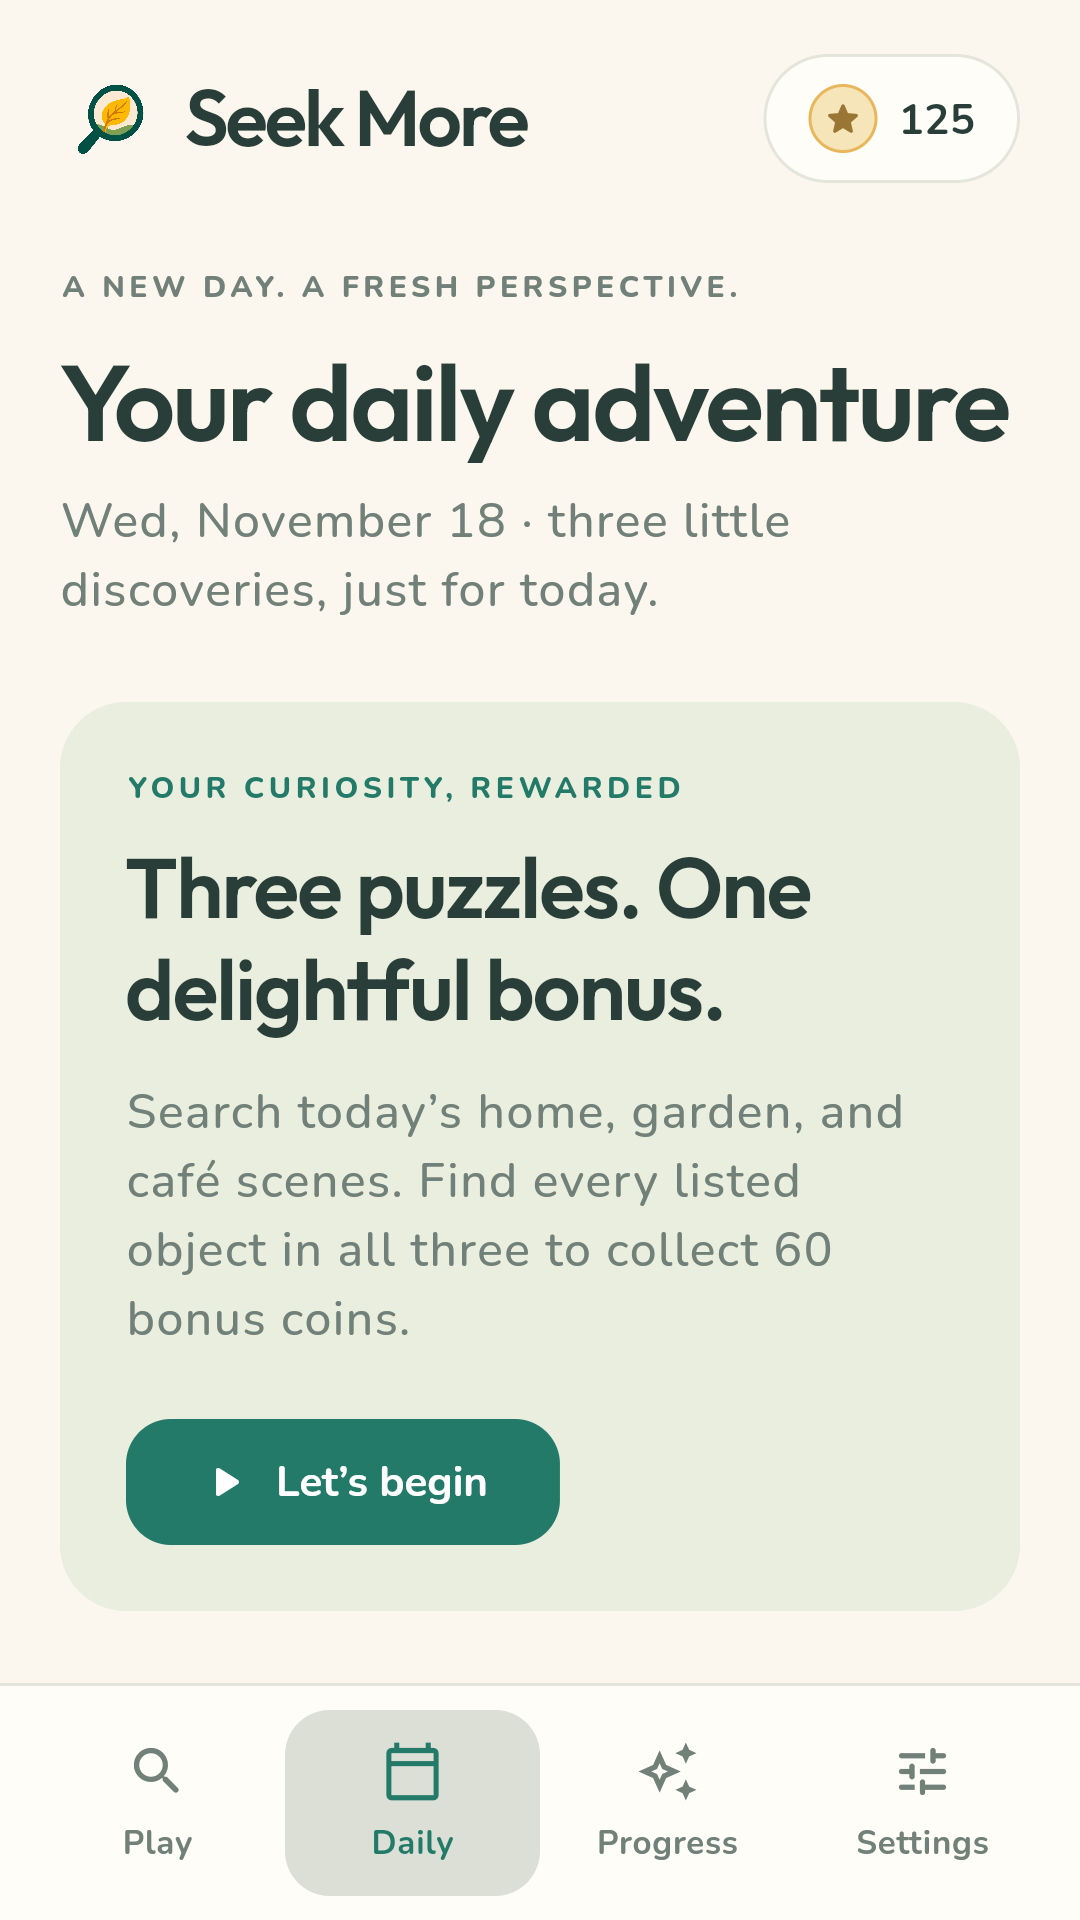 Seek More
125
A NEW DAY. A FRESH PERSPECTIVE.
Your daily adventure
Wed, November 18 · three little
discoveries, just for today.
YOUR CURIOSITY, REWARDED
Three puzzles. One
delightful bonus.
Search today’s home, garden, and
café scenes. Find every listed
object in all three to collect 60
bonus coins.
Let’s begin
Play
Daily
Progress
Settings